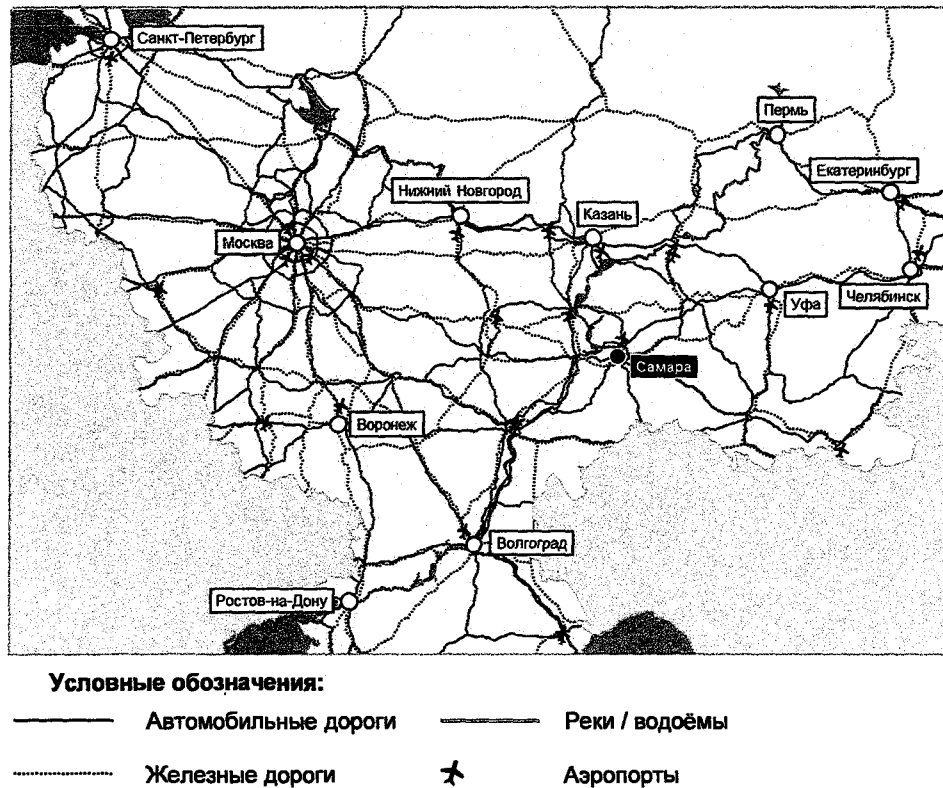 Санкт-Петербург
Пермь
Екатеринбург
Нижний Новгород
Казань
Москва
Уфа
Челябинск
Самара
Воронеж
Волгоград
Ростов-на-Дону
Условные обозначения:
Автомобильные дороги
Реки / водоёмы
Железные дороги
Аэропорты